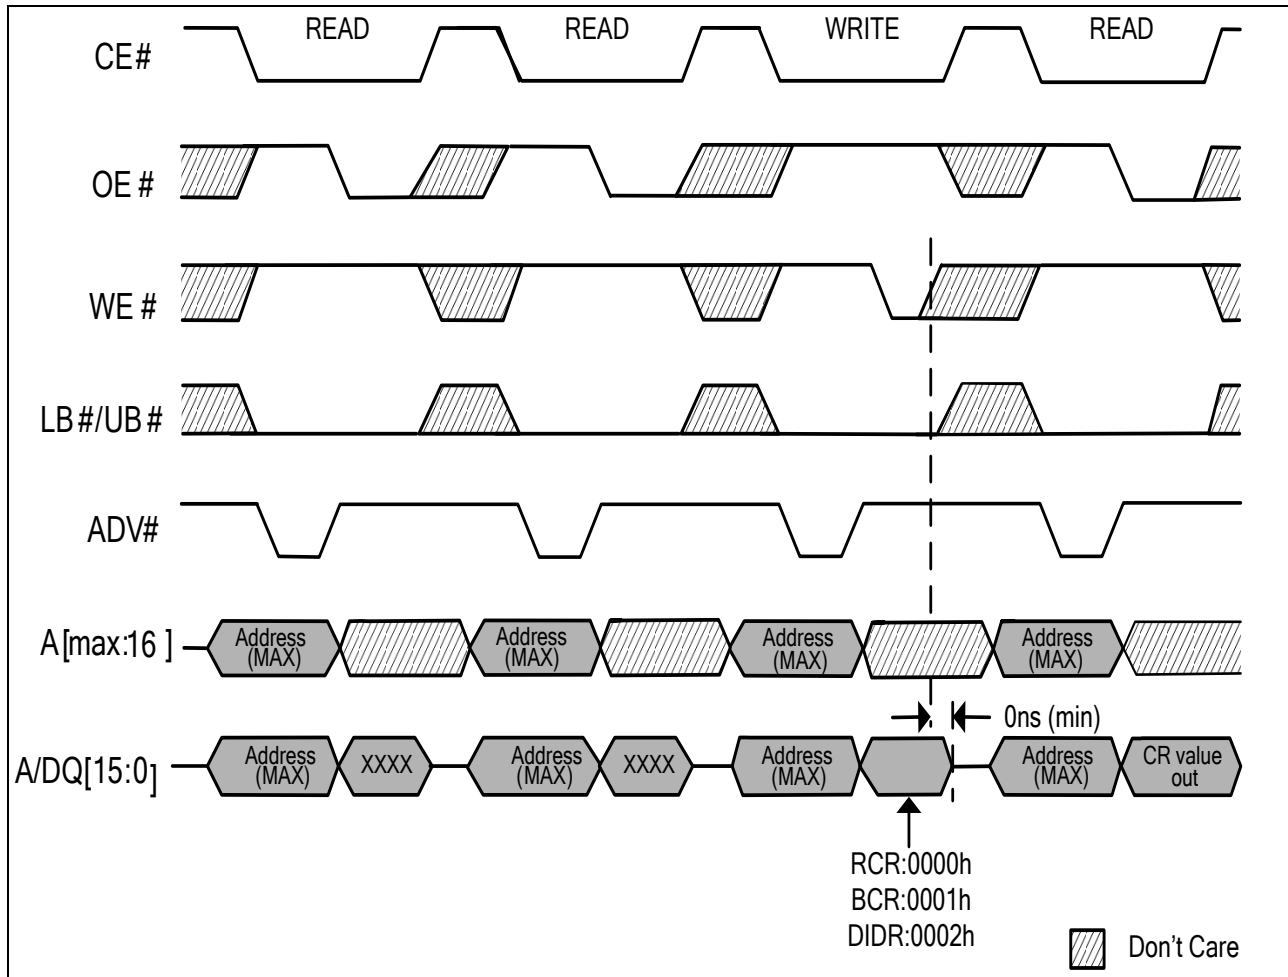 READ READ WRITE READ
CE#
OE #
WE #
LB #/UB #
ADV#
A[max:16 ]
Address
(MAX)
Address
(MAX)
Address
(MAX)
Address
(MAX)
0ns (min)
A/DQ[15:0]
Address
(MAX)
XXXX
Address
(MAX)
XXXX
Address
(MAX)
Address
(MAX)
CR value
out
RCR:0000h
BCR:0001h
DIDR:0002h
Don't Care